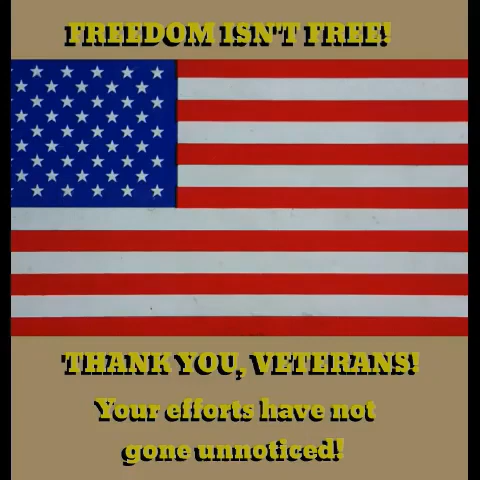 FREEDOM ISN'T FREE!
THANK YOU, VETERANS!
Your efforts have not
gone unnoticed!